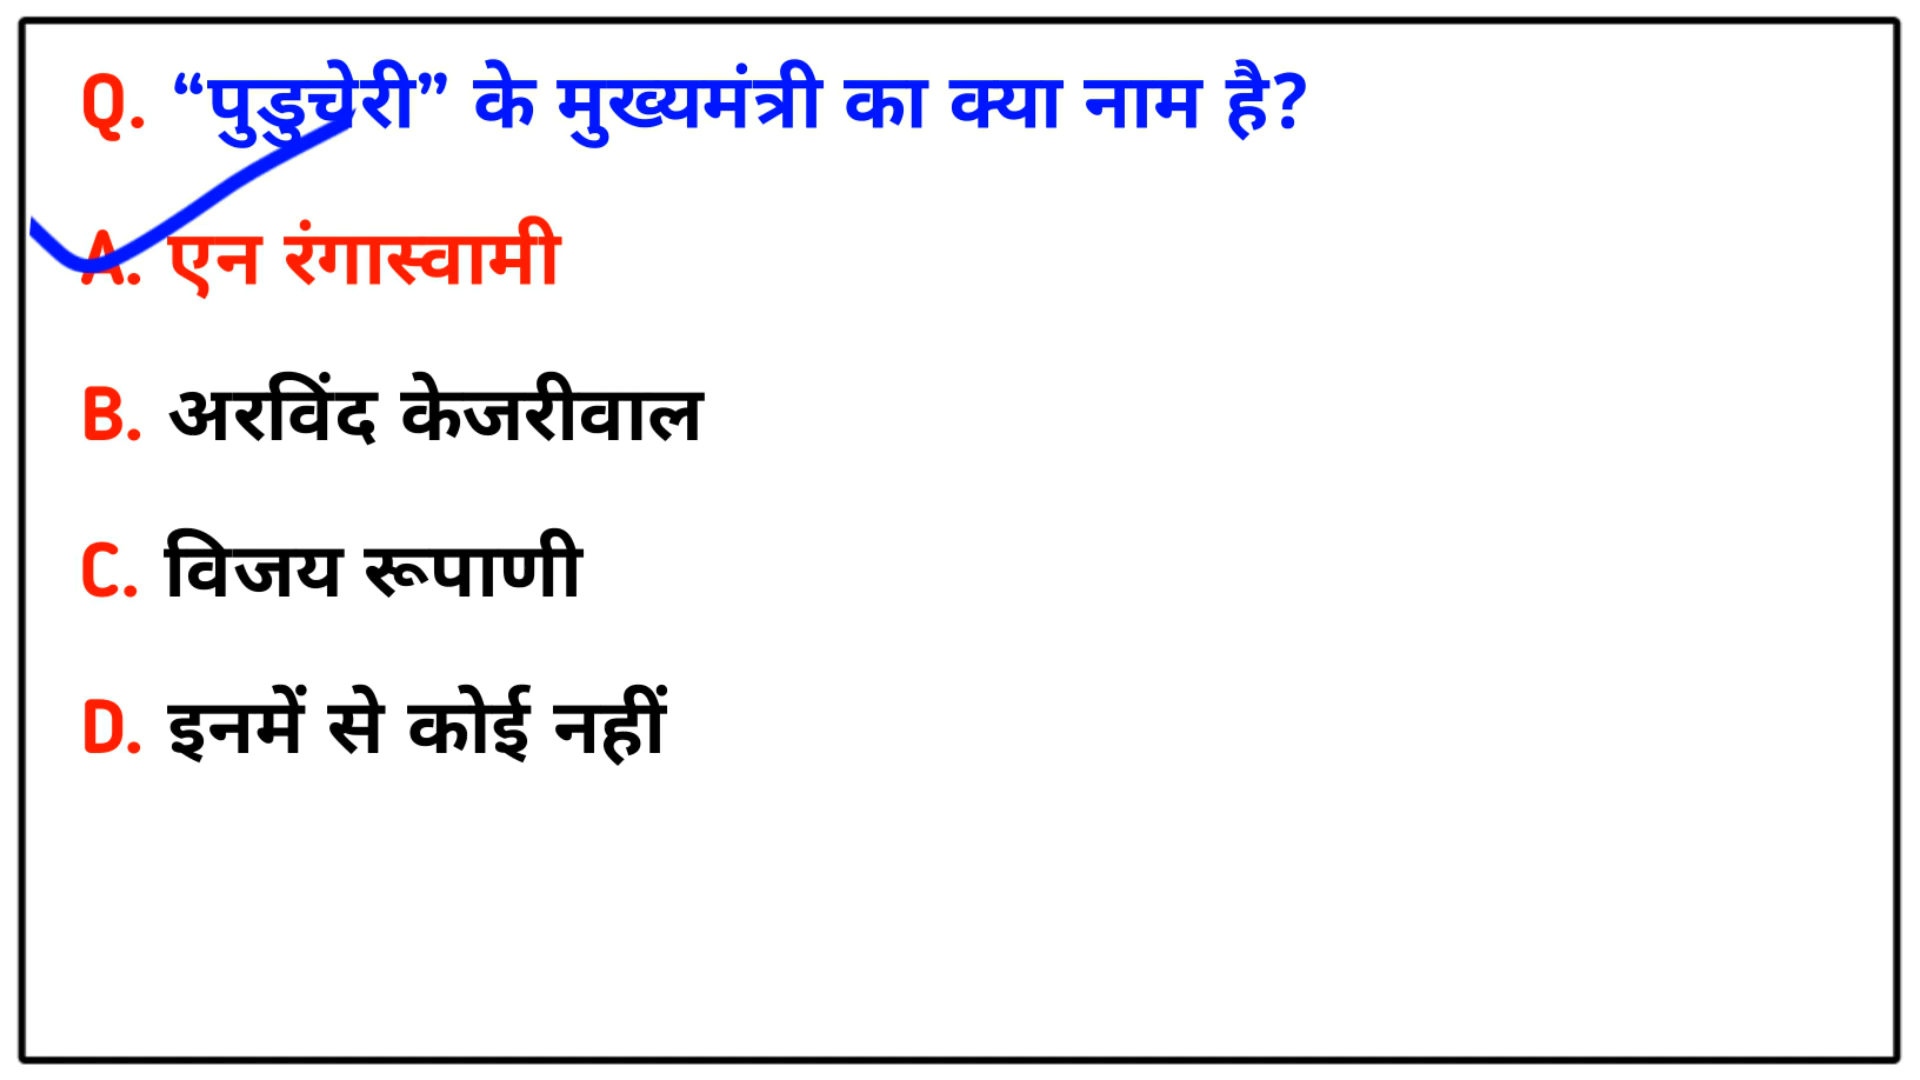 Q. “पुडुचेरी” के मुख्यमंत्री का क्या नाम है?
A. एन रंगास्वामी
B. अरविंद केजरीवाल
C. विजय रूपाणी
D. इनमें से कोई नहीं